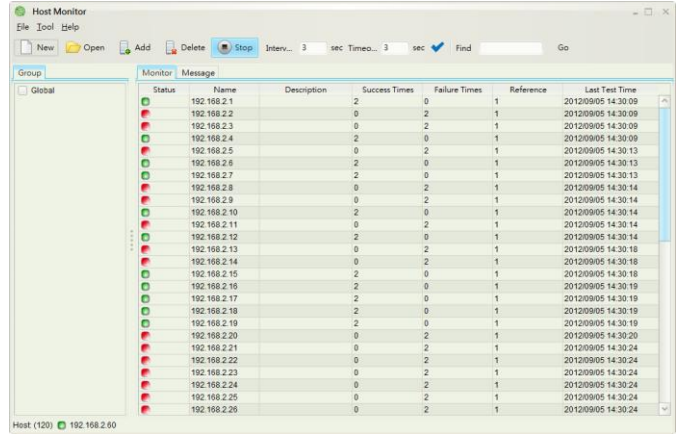 Host Monitor
File Tool Help
New Open Add Delete Stop Interv... 3 sec Timeo... 3 sec Find Go
Group Monitor Message
Global
Status Name Description Success Times Failure Times Reference Last Test Time
192.168.2.1 2 0 1 2012/09/05 14:30:09
192.168.2.2 0 2 1 2012/09/05 14:30:09
192.168.2.3 0 2 1 2012/09/05 14:30:09
192.168.2.4 2 0 1 2012/09/05 14:30:09
192.168.2.5 0 2 1 2012/09/05 14:30:13
192.168.2.6 2 0 1 2012/09/05 14:30:13
192.168.2.7 2 0 1 2012/09/05 14:30:13
192.168.2.8 0 2 1 2012/09/05 14:30:14
192.168.2.9 0 2 1 2012/09/05 14:30:14
192.168.2.10 2 0 1 2012/09/05 14:30:14
192.168.2.11 0 2 1 2012/09/05 14:30:14
192.168.2.12 2 0 1 2012/09/05 14:30:14
192.168.2.13 0 2 1 2012/09/05 14:30:18
192.168.2.14 0 2 1 2012/09/05 14:30:18
192.168.2.15 2 0 1 2012/09/05 14:30:18
192.168.2.16 2 0 1 2012/09/05 14:30:19
192.168.2.17 2 0 1 2012/09/05 14:30:19
192.168.2.18 2 0 1 2012/09/05 14:30:19
192.168.2.19 2 0 1 2012/09/05 14:30:19
192.168.2.20 0 2 1 2012/09/05 14:30:20
192.168.2.21 0 2 1 2012/09/05 14:30:24
192.168.2.22 0 2 1 2012/09/05 14:30:24
192.168.2.23 0 2 1 2012/09/05 14:30:24
192.168.2.24 0 2 1 2012/09/05 14:30:24
192.168.2.25 0 2 1 2012/09/05 14:30:24
192.168.2.26 0 2 1 2012/09/05 14:30:24
Host: (120) 192.168.2.60